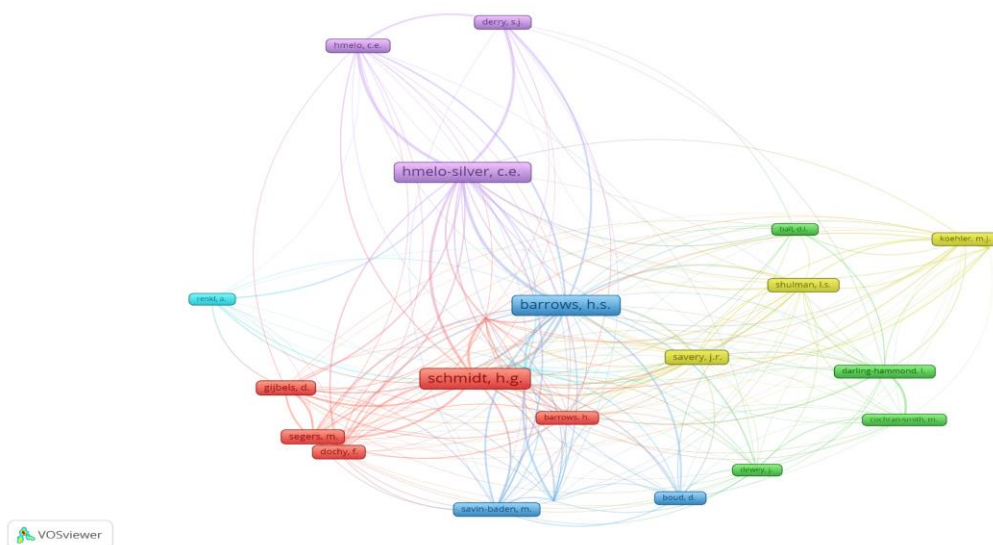 derry, s.j.
hmelo, c.e.
hmelo-silver, c.e.
ball, d.l.
koehler, m.j.
shulman, l.s.
renkl, a.
barrows, h.s.
savery, j.r.
schmidt, h.g.
darling-hammond, l.
gijbels, d.
barrows, h.
cochran-smith, m.
segers, m.
dochy, f.
dewey, j.
boud, d.
savin-baden, m.
VOSviewer